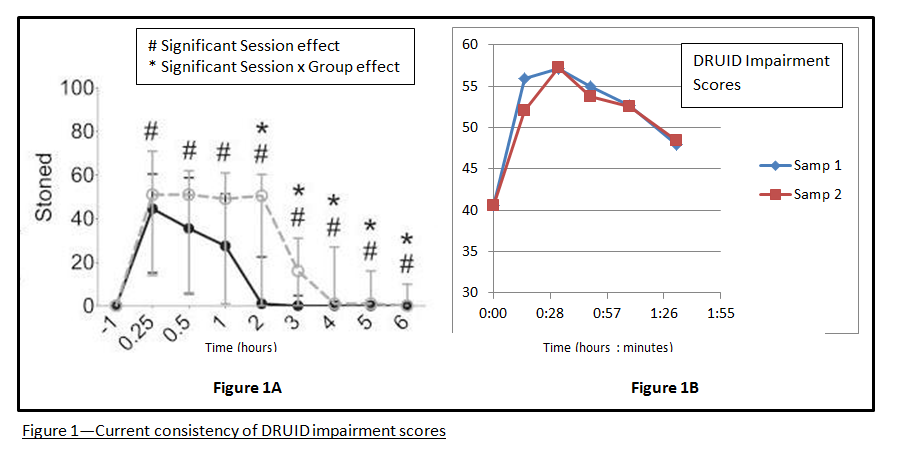 # Significant Session effect
* Significant Session x Group effect
100
80
60
40
20
0
Stoned
# # # * # * # * # * # * #
-1 0.25 0.5 1 2 3 4 5 6
Time (hours)
Figure 1A
DRUID Impairment
Scores
60
55
50
45
40
35
30
0:00 0:28 0:57 1:26 1:55
Samp 1
Samp 2
Time (hours : minutes)
Figure 1B
Figure 1—Current consistency of DRUID impairment scores